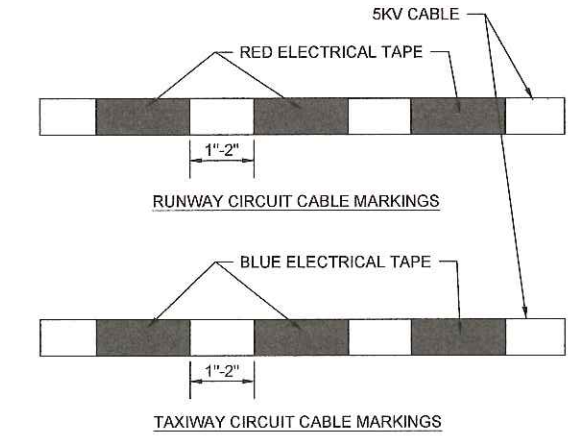 5KV CABLE
RED ELECTRICAL TAPE
1"-2"
RUNWAY CIRCUIT CABLE MARKINGS
BLUE ELECTRICAL TAPE
1"-2"
TAXIWAY CIRCUIT CABLE MARKINGS